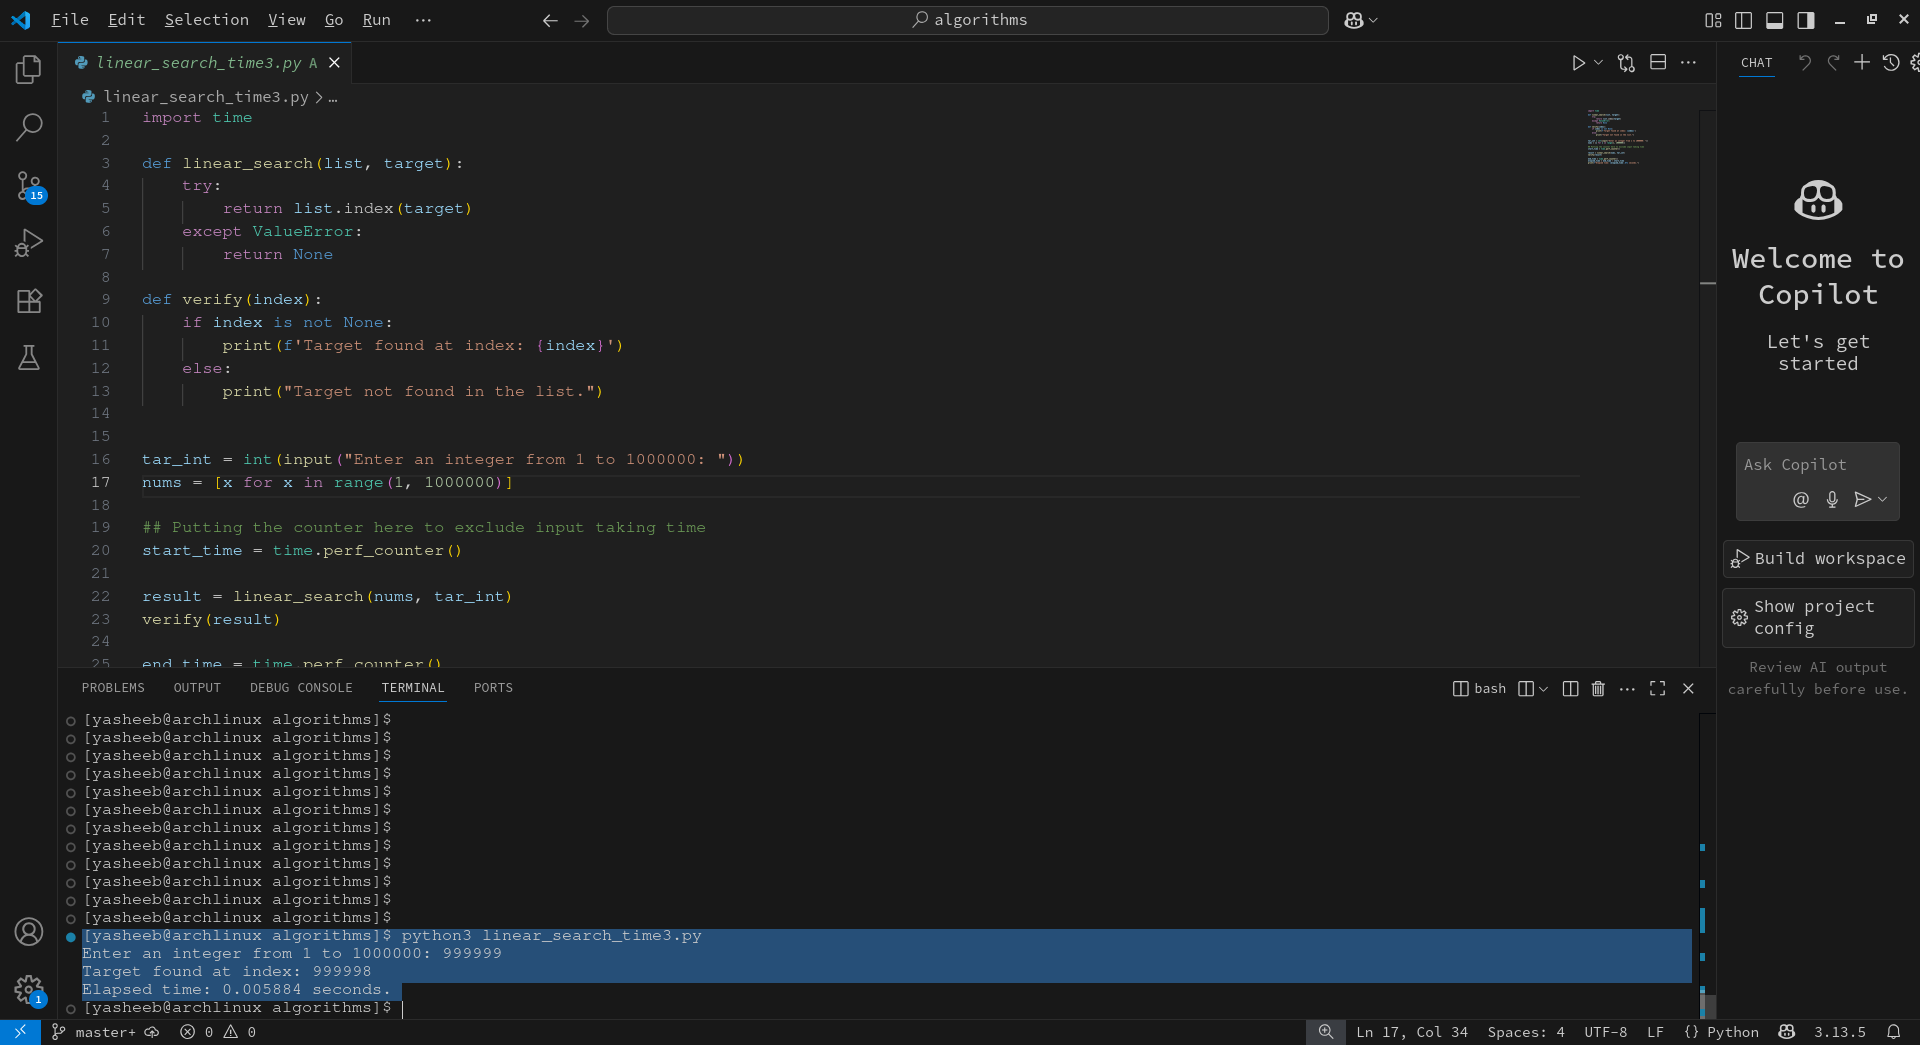 File Edit Selection View Go Run ···
algorithms
linear_search_time3.py A
CHAT
linear_search_time3.py > ...
1 import time
2
3 def linear_search(list, target):
4     try:
5         return list.index(target)
6     except ValueError:
7         return None
8
9 def verify(index):
10     if index is not None:
11         print(f'Target found at index: {index}')
12     else:
13         print("Target not found in the list.")
14
15
16 tar_int = int(input("Enter an integer from 1 to 1000000: "))
17 nums = [x for x in range(1, 1000000)]
18
19 ## Putting the counter here to exclude input taking time
20 start_time = time.perf_counter()
21
22 result = linear_search(nums, tar_int)
23 verify(result)
24
25 end_time = time.perf_counter()
15
1
Welcome to
Copilot
Let's get
started
Ask Copilot
Build workspace
Show project
config
Review AI output
carefully before use.
PROBLEMS OUTPUT DEBUG CONSOLE TERMINAL PORTS
bash
[yasheeb@archlinux algorithms]$
[yasheeb@archlinux algorithms]$
[yasheeb@archlinux algorithms]$
[yasheeb@archlinux algorithms]$
[yasheeb@archlinux algorithms]$
[yasheeb@archlinux algorithms]$
[yasheeb@archlinux algorithms]$
[yasheeb@archlinux algorithms]$
[yasheeb@archlinux algorithms]$
[yasheeb@archlinux algorithms]$
[yasheeb@archlinux algorithms]$
[yasheeb@archlinux algorithms]$
[yasheeb@archlinux algorithms]$ python3 linear_search_time3.py
Enter an integer from 1 to 1000000: 999999
Target found at index: 999998
Elapsed time: 0.005884 seconds.
[yasheeb@archlinux algorithms]$
master+ 0 0
Ln 17, Col 34 Spaces: 4 UTF-8 LF {} Python 3.13.5